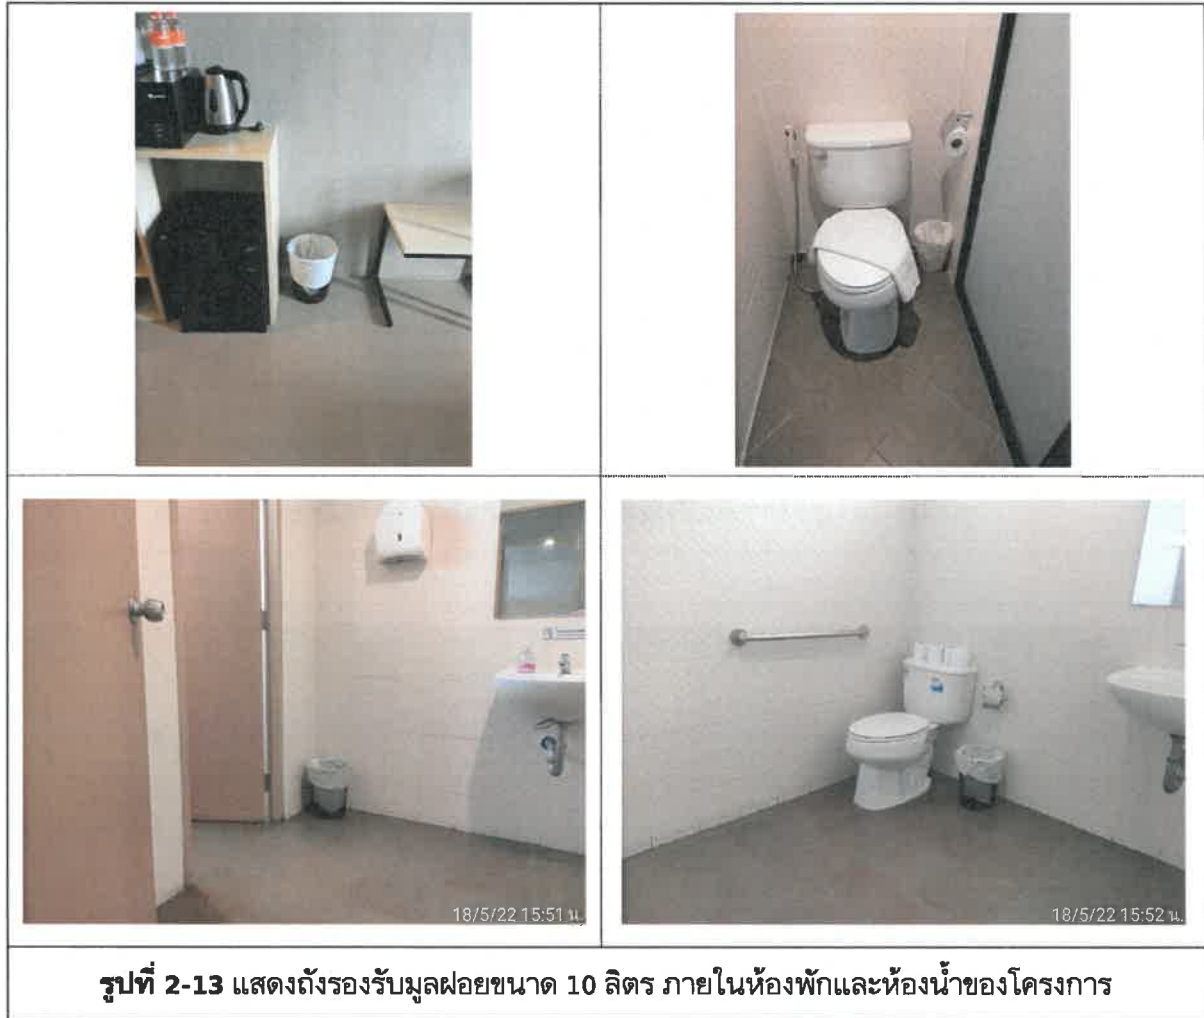 18/5/22 15:51 น.
18/5/22 15:52 น.
รูปที่ 2-13 แสดงถังรองรับมูลฝอยขนาด 10 ลิตร ภายในห้องพักและห้องน้ำของโครงการ